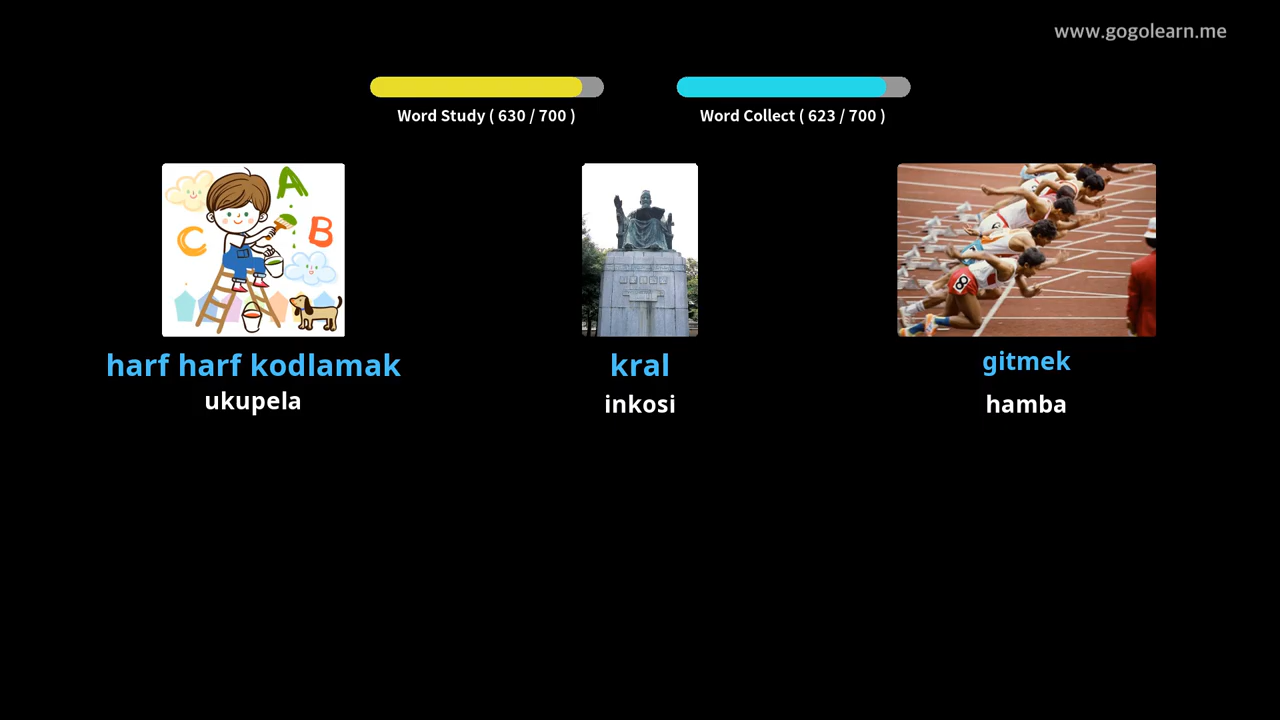 www.gogolearn.me
Word Study ( 630 / 700 )
Word Collect ( 623 / 700 )
A
B
C
8
harf harf kodlamak
kral
gitmek
ukupela
inkosi
hamba